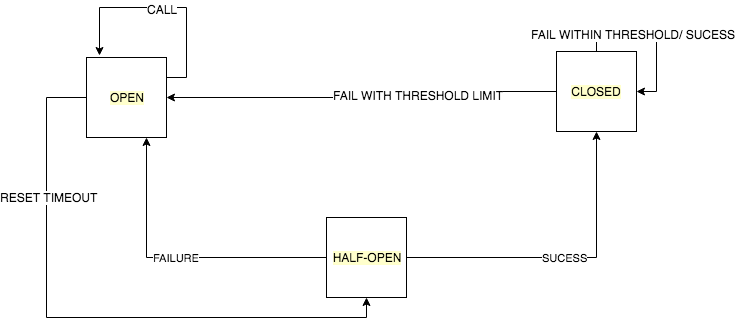 CALL
FAIL WITHIN THRESHOLD/ SUCESS
OPEN
FAIL WITH THRESHOLD LIMIT
CLOSED
RESET TIMEOUT
FAILURE
HALF-OPEN
SUCESS